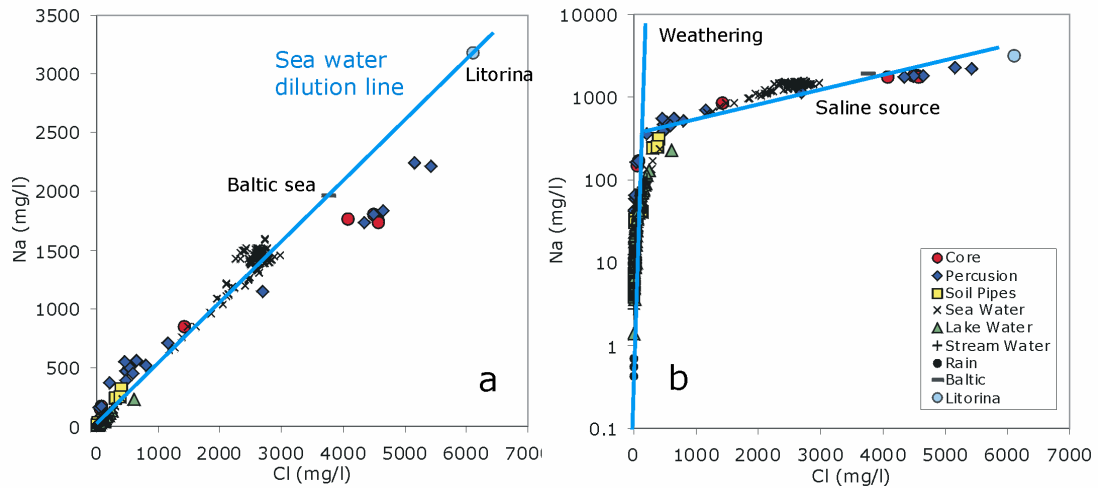 3500
3000
2500
2000
1500
1000
500
0
Na (mg/l)
0 1000 2000 3000 4000 5000 6000 7000
Cl (mg/l)
Sea water
dilution line
Litorina
Baltic sea
a
10000
1000
100
10
1
0.1
Na (mg/l)
0 1000 2000 3000 4000 5000 6000 7000
Cl (mg/l)
Weathering
Saline source
b
Core
Percusion
Soil Pipes
Sea Water
Lake Water
Stream Water
Rain
Baltic
Litorina